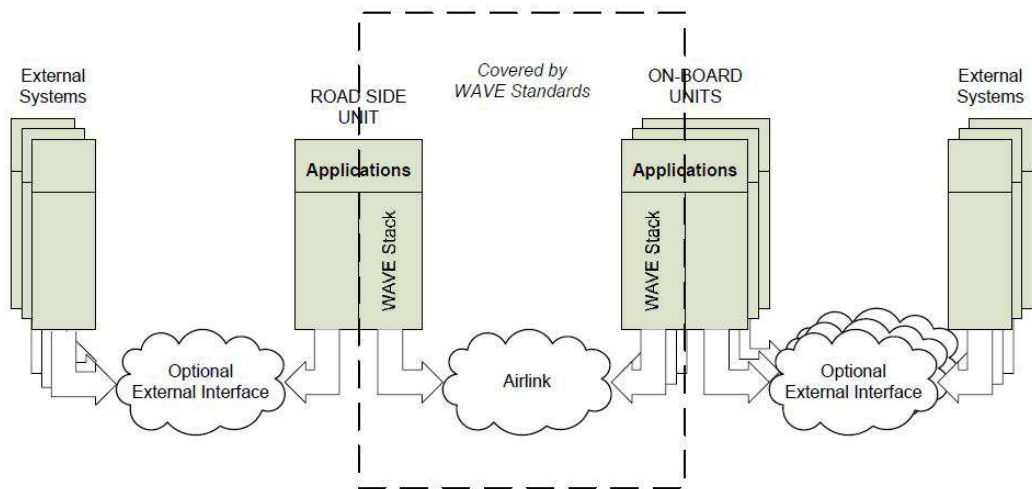 External
Systems
ROAD SIDE
UNIT
Covered by
WAVE Standards
ON-BOARD
UNITS
External
Systems
Applications
WAVE Stack
Applications
WAVE Stack
Optional
External Interface
Airlink
Optional
External Interface